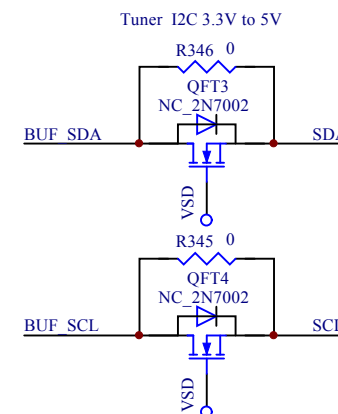 Tuner I2C 3.3V to 5V
R346 0
QFT3
NC_2N7002
BUF_SDA
VSD
R345 0
QFT4
NC_2N7002
BUF_SCL
VSD